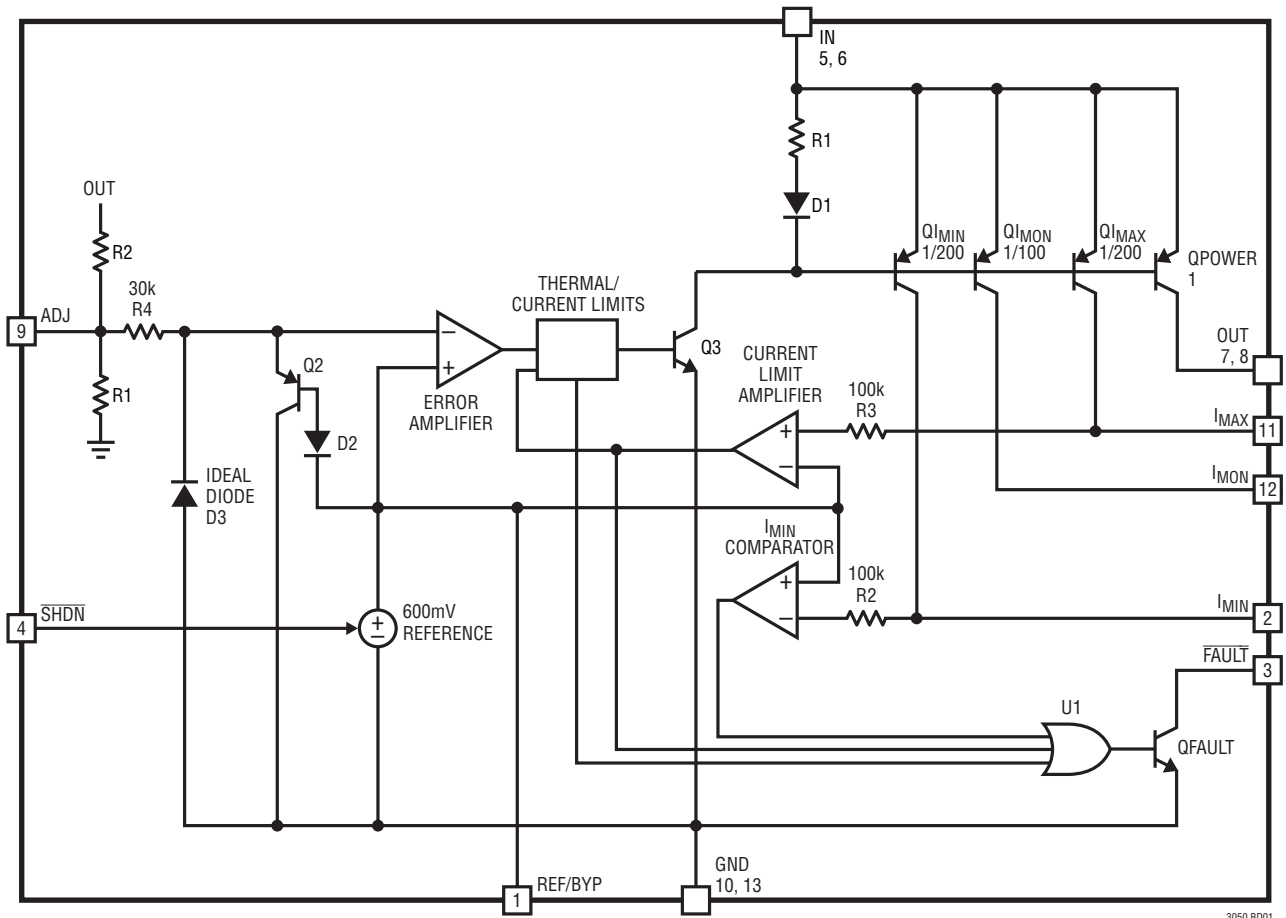 IN
5, 6
R1
D1
OUT
R2
30k
R4
9
ADJ
R1
Q2
D2
IDEAL
DIODE
D3
−
+
ERROR
AMPLIFIER
THERMAL/
CURRENT LIMITS
Q3
QIMIN
1/200
QIMON
1/100
QIMAX
1/200
QPOWER
1
OUT
7, 8
CURRENT
LIMIT
AMPLIFIER
+
−
100k
R3
IMAX
11
IMON
12
IMIN
COMPARATOR
+
−
100k
R2
IMIN
2
FAULT
3
4
SHDN
+
−
600mV
REFERENCE
U1
QFAULT
1
REF/BYP
GND
10, 13
3050 BD01